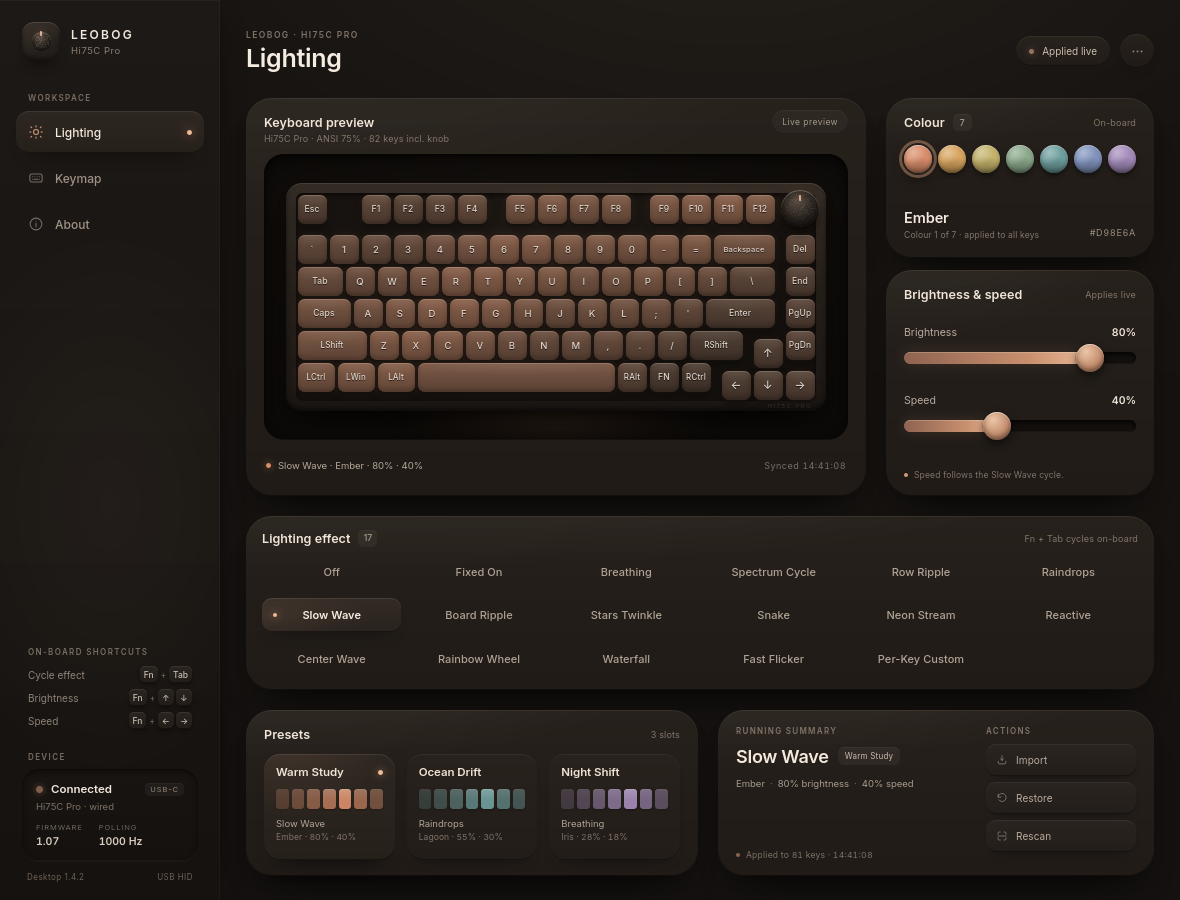 LEOBOG
Hi75C Pro
WORKSPACE
Lighting
Keymap
About
ON-BOARD SHORTCUTS
Cycle effect Fn + Tab
Brightness Fn + ↑ ↓
Speed Fn + ← →
DEVICE
Connected USB-C
Hi75C Pro · wired
FIRMWARE POLLING
1.07 1000 Hz
Desktop 1.4.2 USB HID
LEOBOG · HI75C PRO
Lighting
Applied live ···
Keyboard preview
Hi75C Pro · ANSI 75% · 82 keys incl. knob
Live preview
Esc F1 F2 F3 F4 F5 F6 F7 F8 F9 F10 F11 F12
` 1 2 3 4 5 6 7 8 9 0 - = Backspace Del
Tab Q W E R T Y U I O P [ ] \ End
Caps A S D F G H J K L ; ' Enter PgUp
LShift Z X C V B N M , . / RShift ↑ PgDn
LCtrl LWin LAlt RAlt FN RCtrl ← ↓ →
HI75C PRO
Slow Wave · Ember · 80% · 40% Synced 14:41:08
Colour 7 On-board
Ember
Colour 1 of 7 · applied to all keys #D98E6A
Brightness & speed Applies live
Brightness 80%
Speed 40%
Speed follows the Slow Wave cycle.
Lighting effect 17 Fn + Tab cycles on-board
Off Fixed On Breathing Spectrum Cycle Row Ripple Raindrops
Slow Wave Board Ripple Stars Twinkle Snake Neon Stream Reactive
Center Wave Rainbow Wheel Waterfall Fast Flicker Per-Key Custom
Presets 3 slots
Warm Study
Slow Wave
Ember · 80% · 40%
Ocean Drift
Raindrops
Lagoon · 55% · 30%
Night Shift
Breathing
Iris · 28% · 18%
RUNNING SUMMARY
Slow Wave Warm Study
Ember · 80% brightness · 40% speed
Applied to 81 keys · 14:41:08
ACTIONS
Import
Restore
Rescan